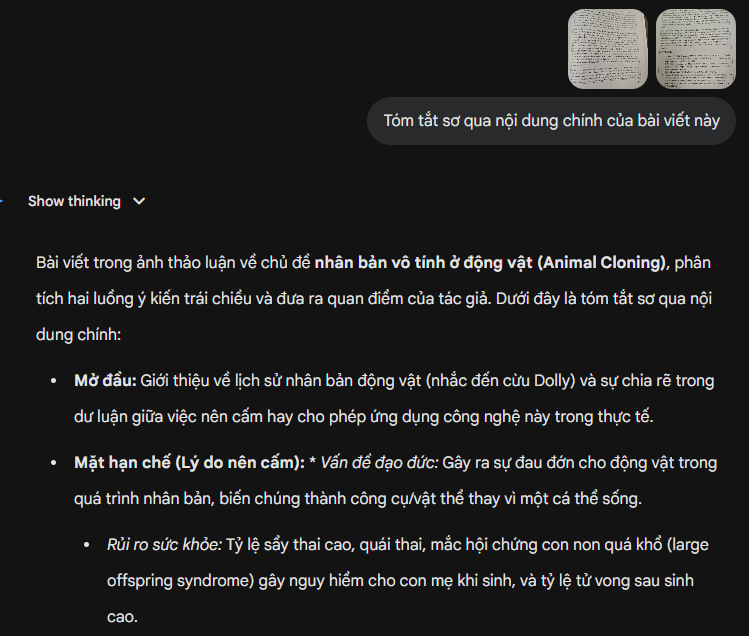 Tóm tắt sơ qua nội dung chính của bài viết này
Show thinking
Bài viết trong ảnh thảo luận về chủ đề nhân bản vô tính ở động vật (Animal Cloning), phân
tích hai luồng ý kiến trái chiều và đưa ra quan điểm của tác giả. Dưới đây là tóm tắt sơ qua nội
dung chính:
• Mở đầu: Giới thiệu về lịch sử nhân bản động vật (nhắc đến cừu Dolly) và sự chia rẽ trong
dư luận giữa việc nên cấm hay cho phép ứng dụng công nghệ này trong thực tế.
• Mặt hạn chế (Lý do nên cấm): * Vấn đề đạo đức: Gây ra sự đau đớn cho động vật trong
quá trình nhân bản, biến chúng thành công cụ/vật thể thay vì một cá thể sống.
• Rủi ro sức khỏe: Tỷ lệ sẩy thai cao, quái thai, mắc hội chứng con non quá khổ (large
offspring syndrome) gây nguy hiểm cho con mẹ khi sinh, và tỷ lệ tử vong sau sinh
cao.